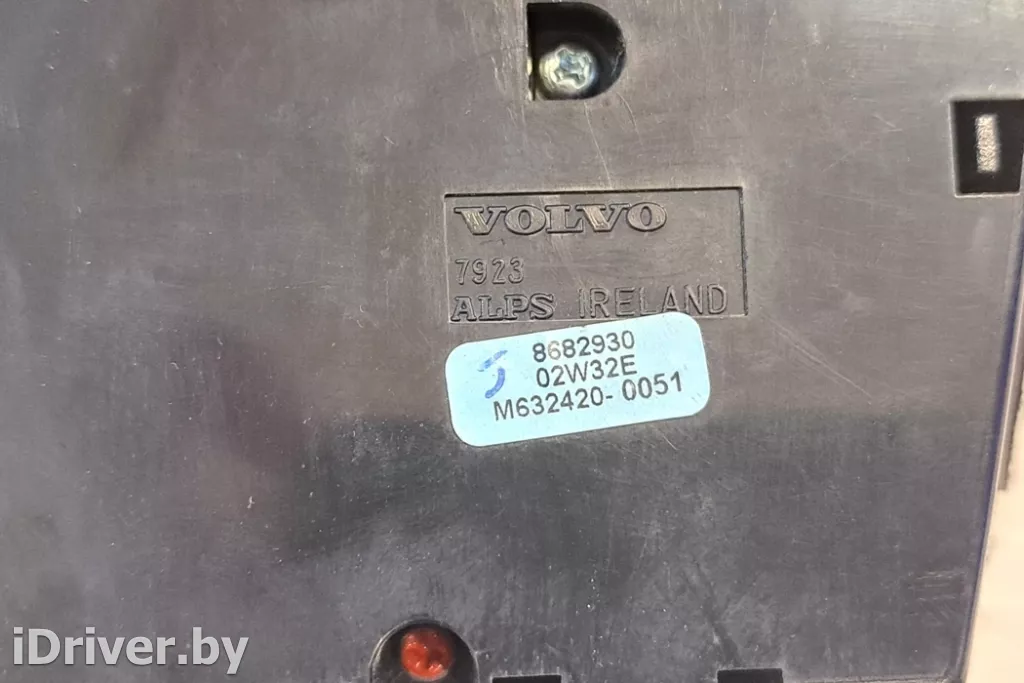 VOLVO
7923
ALPS IRELAND
8682930
02W32E
M632420- 0051
iDriver.by